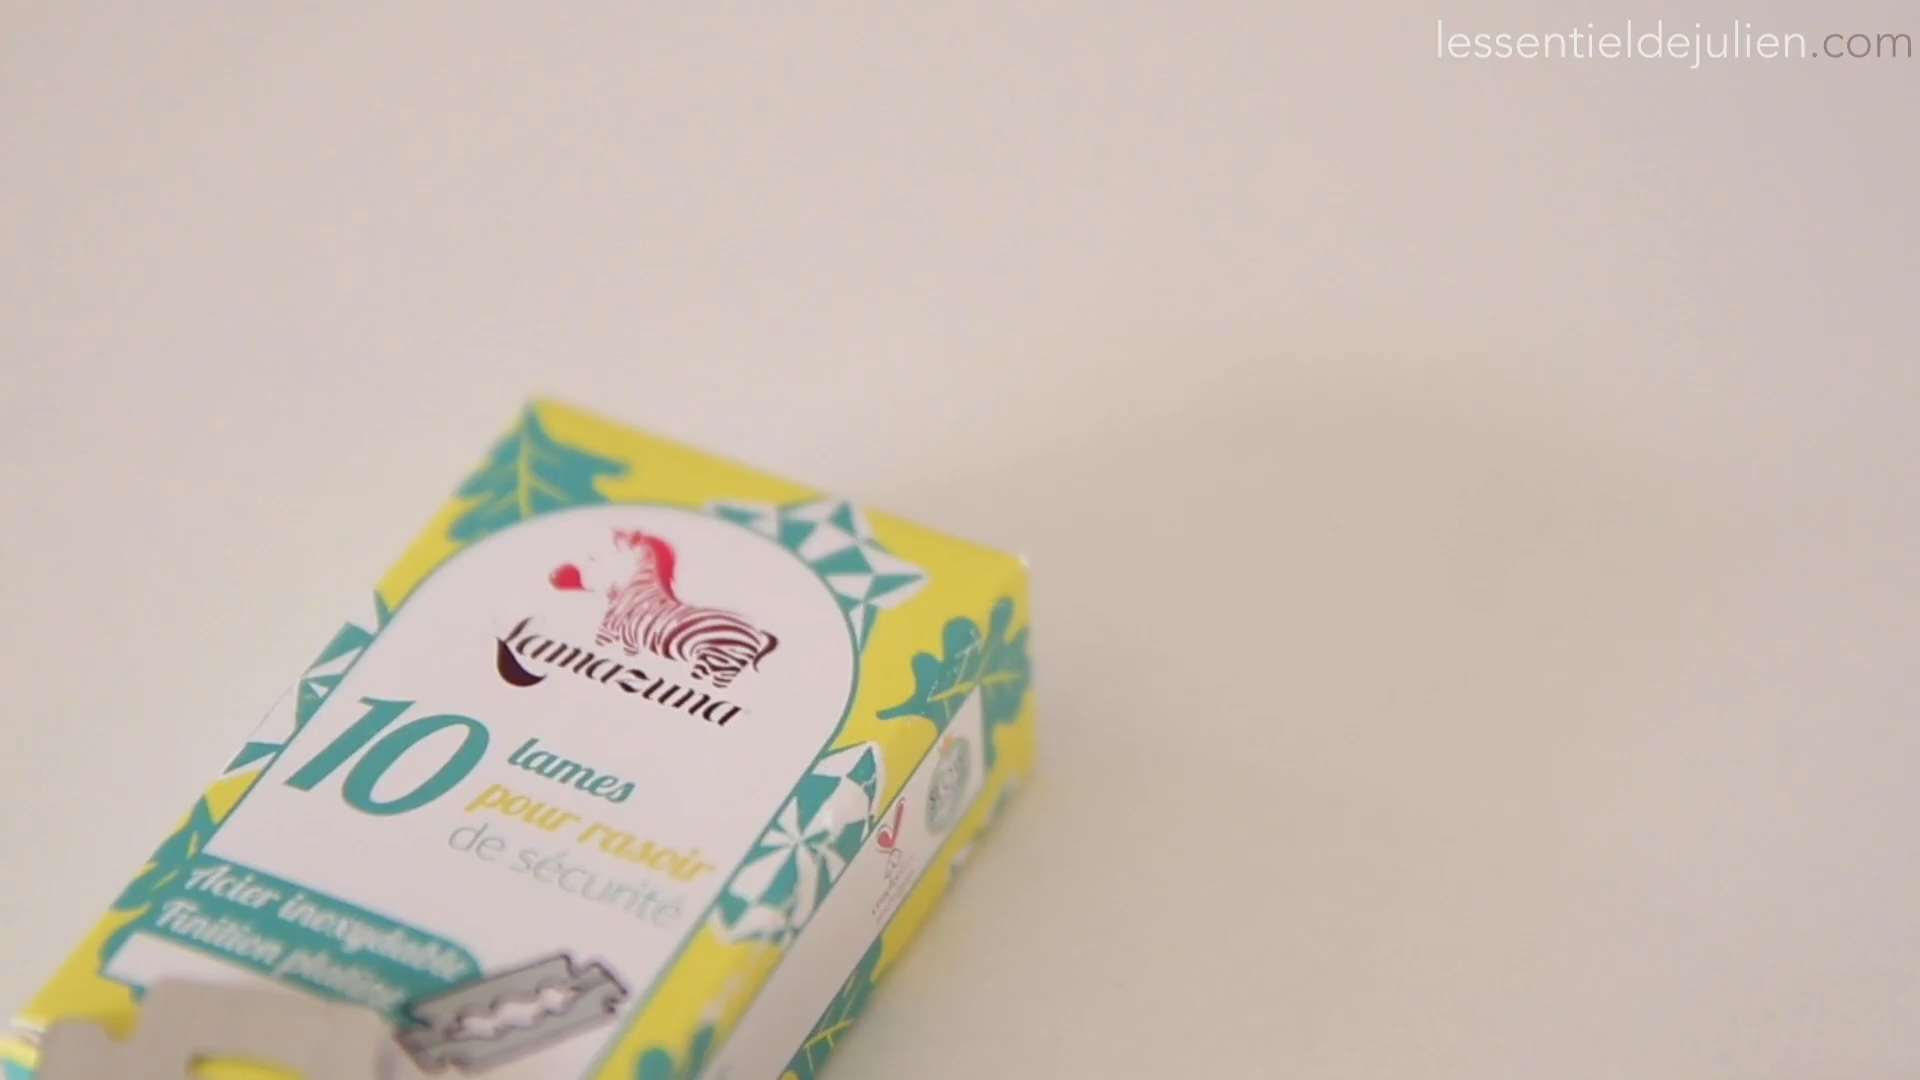 lessentieldejulien.com
Lamazuna
10 lames
pour rasoir
de sécurité
Acier inoxydable
Finition platine